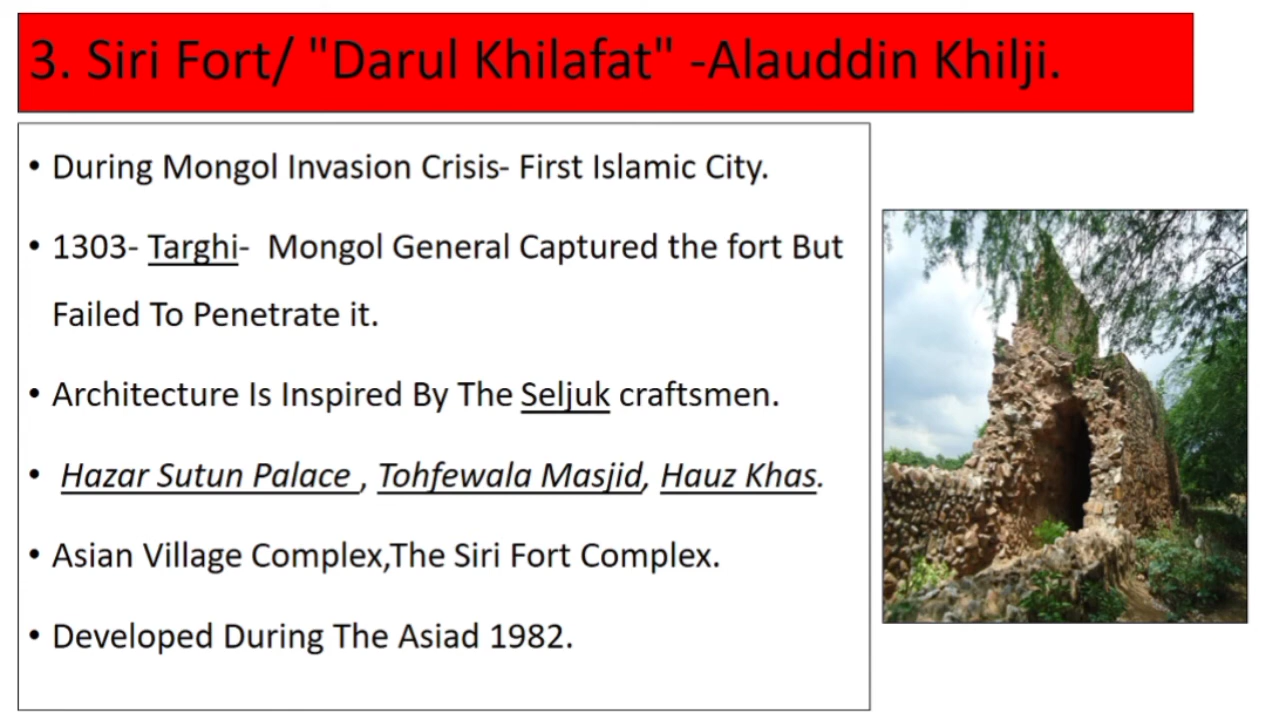 3. Siri Fort/ "Darul Khilafat" -Alauddin Khilji.
• During Mongol Invasion Crisis- First Islamic City.
• 1303- Targhi- Mongol General Captured the fort But
Failed To Penetrate it.
• Architecture Is Inspired By The Seljuk craftsmen.
• Hazar Sutun Palace , Tohfewala Masjid, Hauz Khas.
• Asian Village Complex,The Siri Fort Complex.
• Developed During The Asiad 1982.